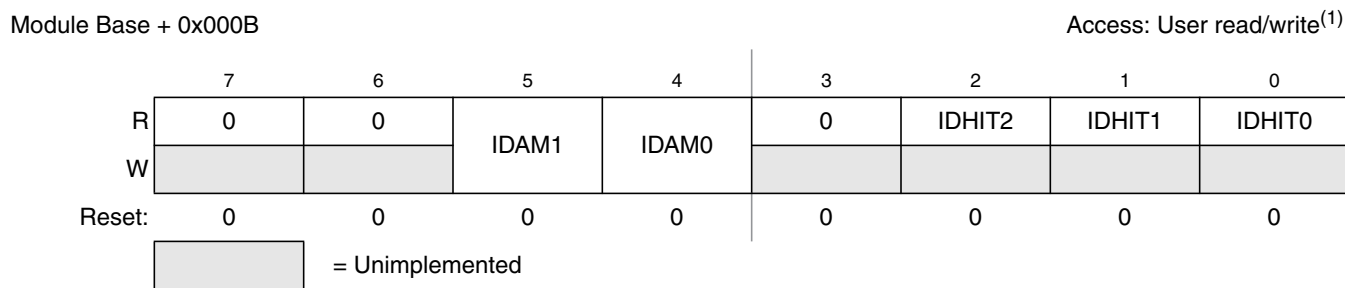 Module Base + 0x000B Access: User read/write(1)
7 6 5 4 3 2 1 0
R 0 0 IDAM1 IDAM0 0 IDHIT2 IDHIT1 IDHIT0
W
Reset: 0 0 0 0 0 0 0 0
= Unimplemented